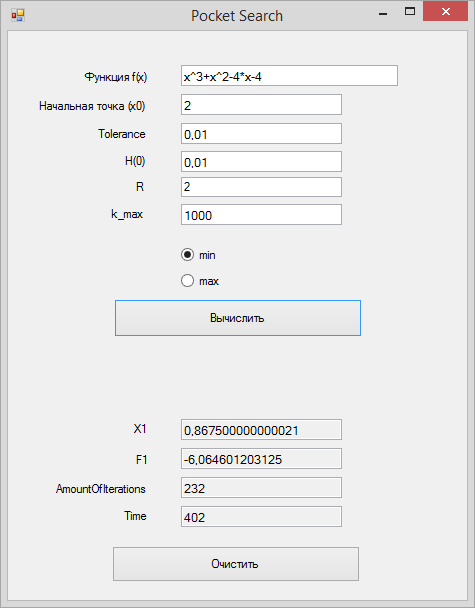 Pocket Search
Функция f(x) x^3+x^2-4*x-4
Начальная точка (x0) 2
Tolerance 0,01
H(0) 0,01
R 2
k_max 1000
min
max
Вычислить
X1 0,867500000000021
F1 -6,064601203125
AmountOfIterations 232
Time 402
Очистить